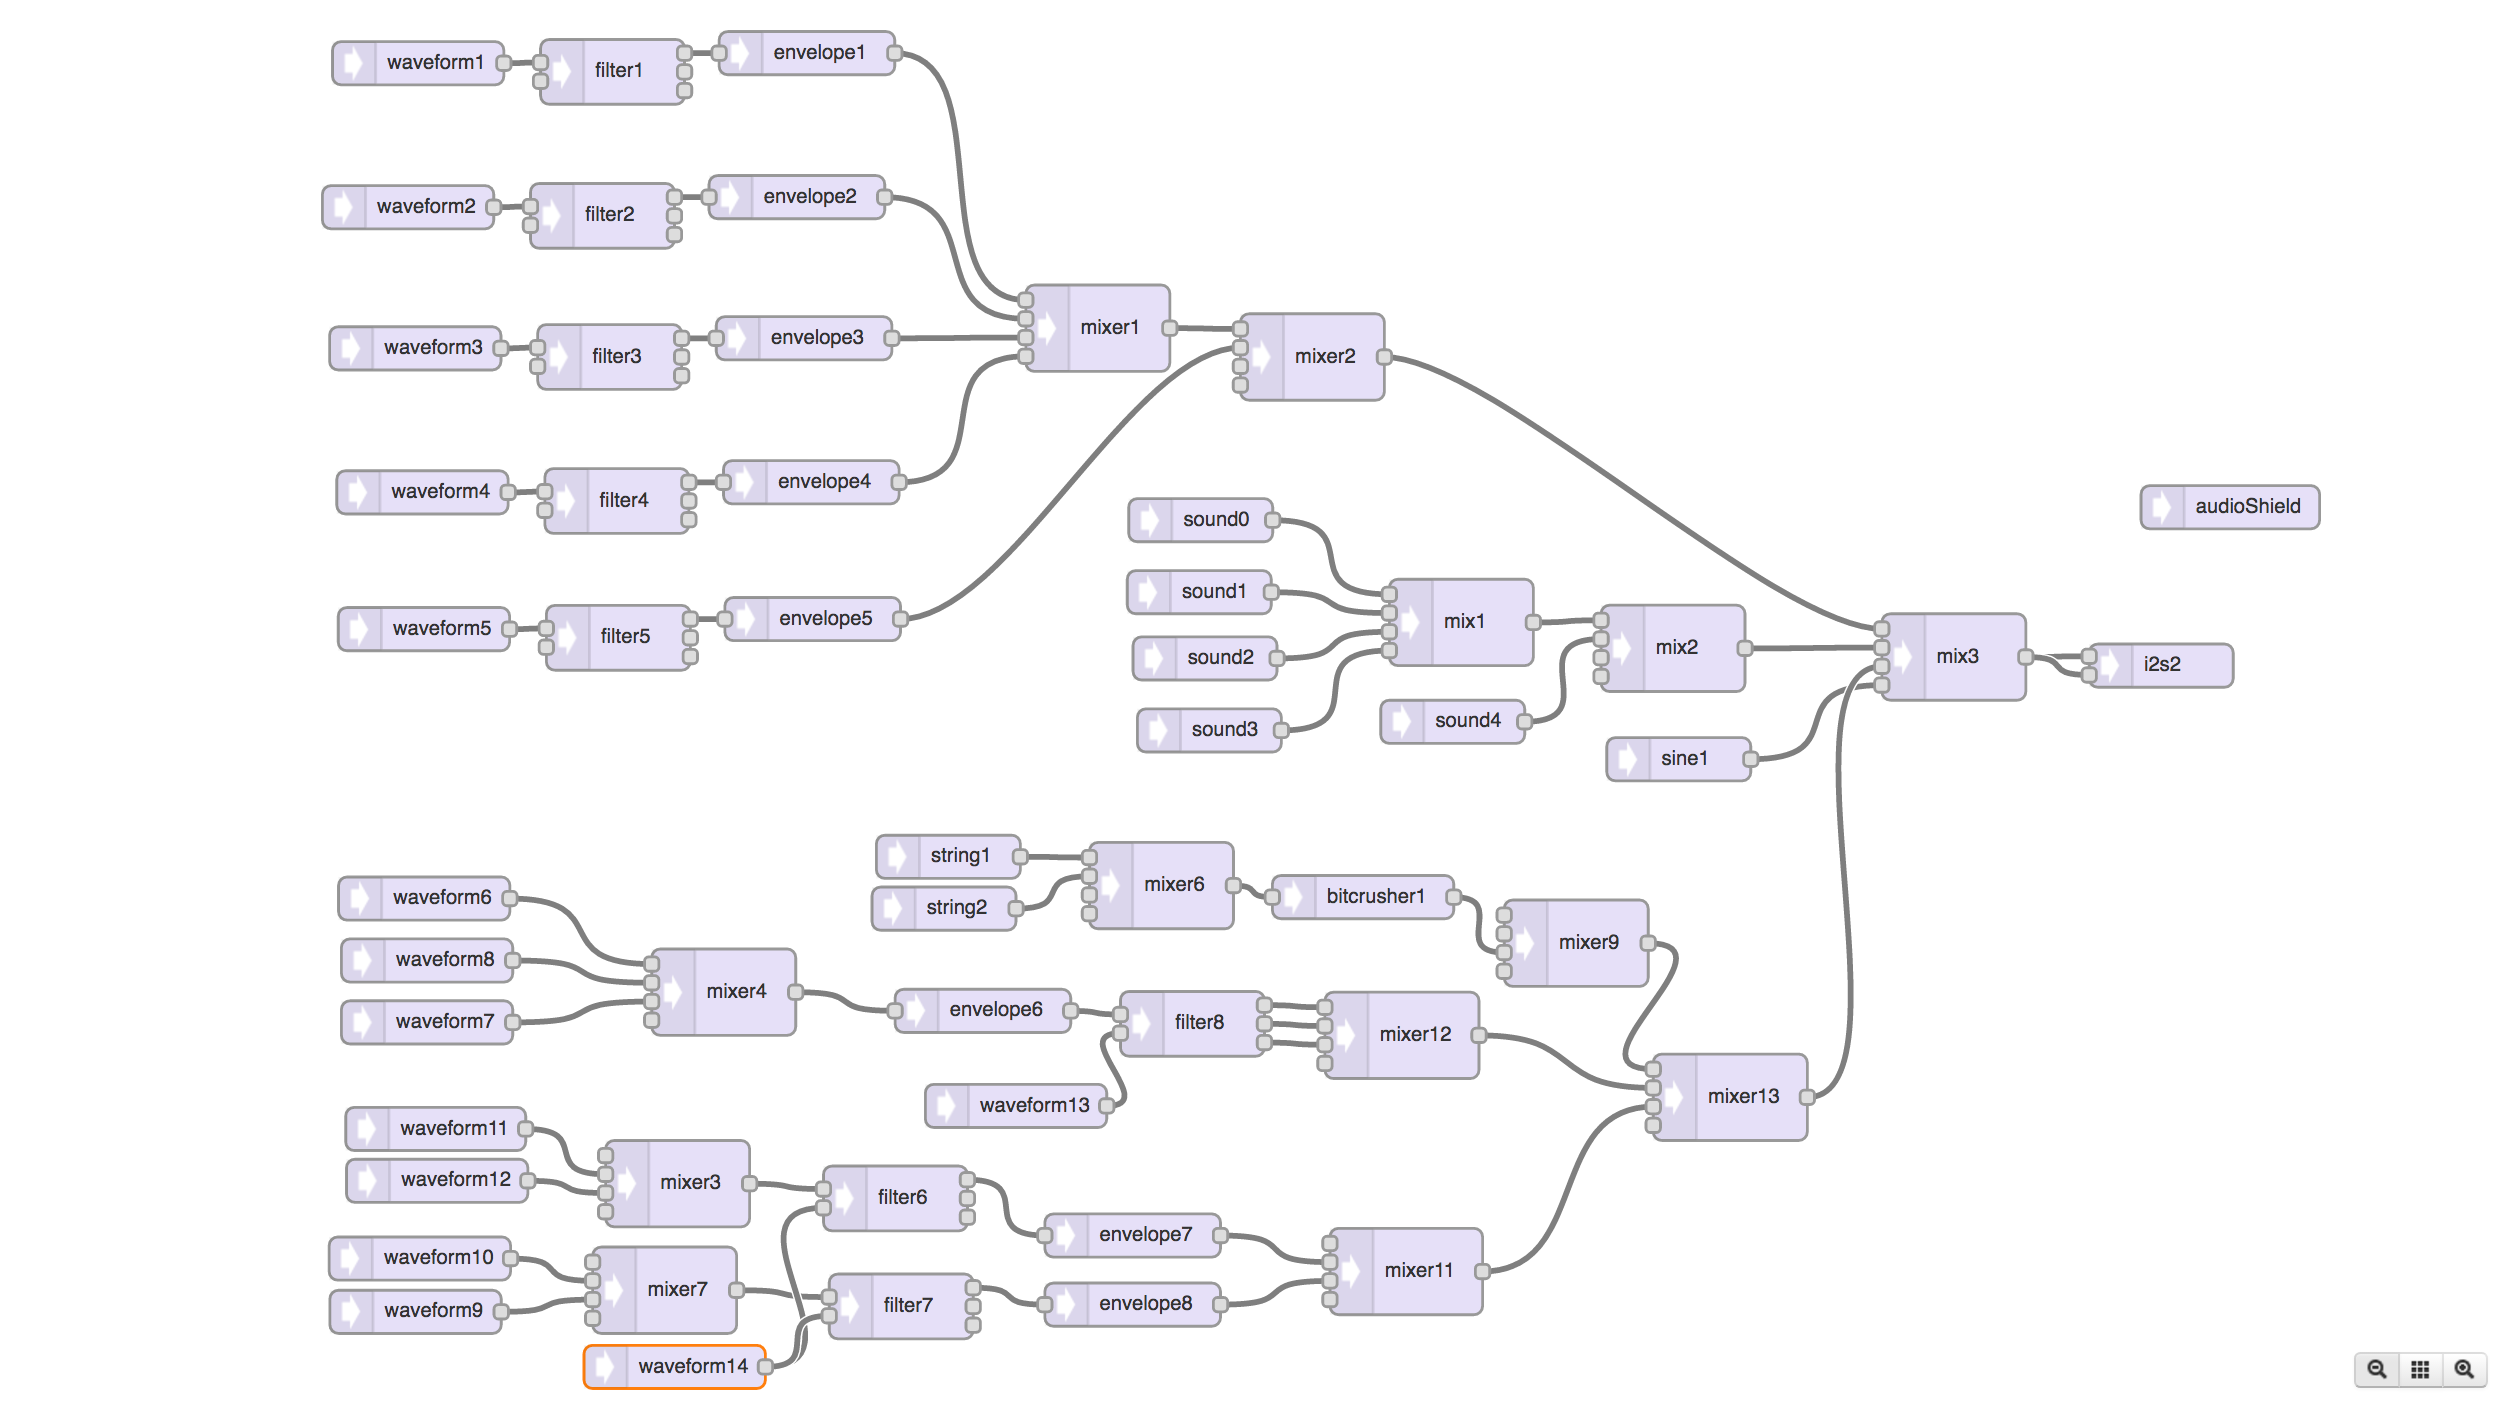 waveform1
filter1
envelope1
waveform2
filter2
envelope2
waveform3
filter3
envelope3
mixer1
mixer2
waveform4
filter4
envelope4
waveform5
filter5
envelope5
sound0
sound1
sound2
sound3
mix1
sound4
mix2
sine1
mix3
i2s2
audioShield
string1
string2
mixer6
bitcrusher1
mixer9
waveform6
waveform8
waveform7
mixer4
envelope6
filter8
mixer12
waveform13
mixer13
waveform11
waveform12
mixer3
filter6
envelope7
waveform10
waveform9
mixer7
filter7
envelope8
mixer11
waveform14